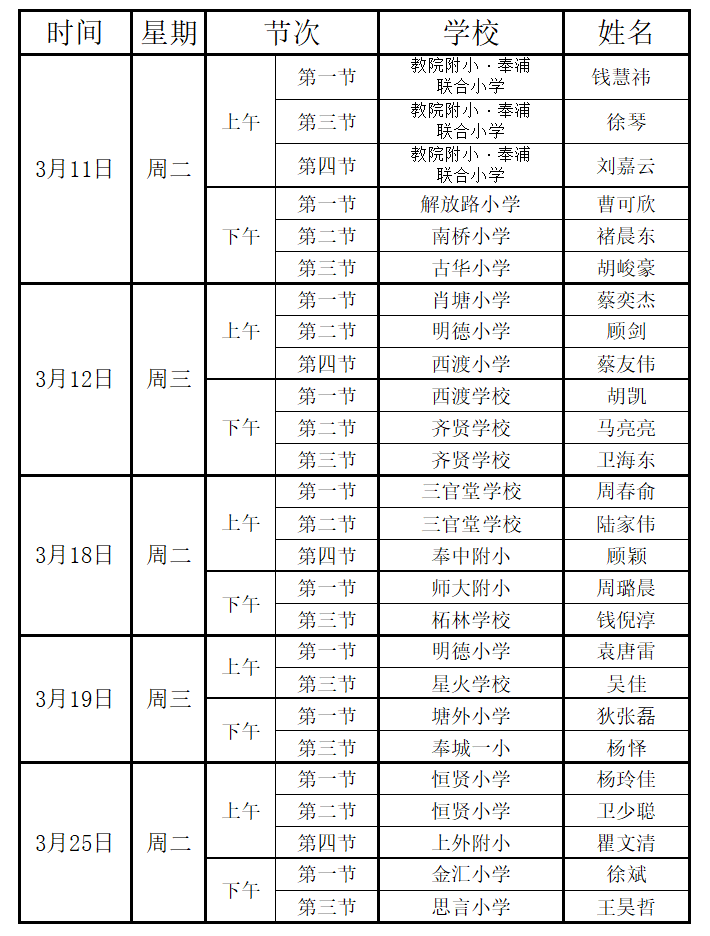 时间 星期 节次 学校 姓名
3月11日 周二 上午 第一节 教院附小·奉浦
联合小学 钱慧祎
第三节 教院附小·奉浦
联合小学 徐琴
第四节 教院附小·奉浦
联合小学 刘嘉云
下午 第一节 解放路小学 曹可欣
第二节 南桥小学 褚晨东
第三节 古华小学 胡峻豪
3月12日 周三 上午 第一节 肖塘小学 蔡奕杰
第二节 明德小学 顾剑
第四节 西渡小学 蔡友伟
下午 第一节 西渡学校 胡凯
第二节 齐贤学校 马亮亮
第三节 齐贤学校 卫海东
3月18日 周二 上午 第一节 三官堂学校 周春俞
第二节 三官堂学校 陆家伟
第四节 奉中附小 顾颖
下午 第一节 师大附小 周璐晨
第三节 柘林学校 钱倪淳
3月19日 周三 上午 第一节 明德小学 袁唐雷
第三节 星火学校 吴佳
下午 第一节 塘外小学 狄张磊
第三节 奉城一小 杨怿
3月25日 周二 上午 第一节 恒贤小学 杨玲佳
第二节 恒贤小学 卫少聪
第四节 上外附小 瞿文清
下午 第一节 金汇小学 徐斌
第三节 思言小学 王昊哲